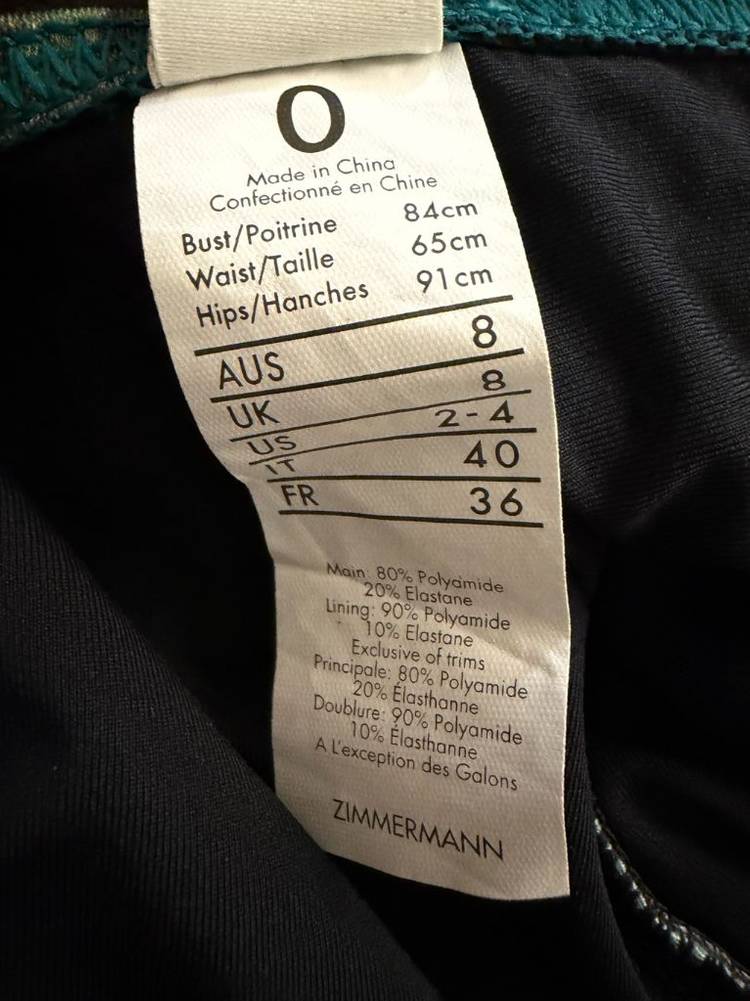 0
Made in China
Confectionné en Chine
Bust/Poitrine 84cm
Waist/Taille 65cm
Hips/Hanches 91cm
AUS 8
UK 8
US 2-4
IT 40
FR 36
Main: 80% Polyamide
20% Elastane
Lining: 90% Polyamide
10% Elastane
Exclusive of trims
Principale: 80% Polyamide
20% Élasthanne
Doublure: 90% Polyamide
10% Élasthanne
A L'exception des Galons
ZIMMERMANN